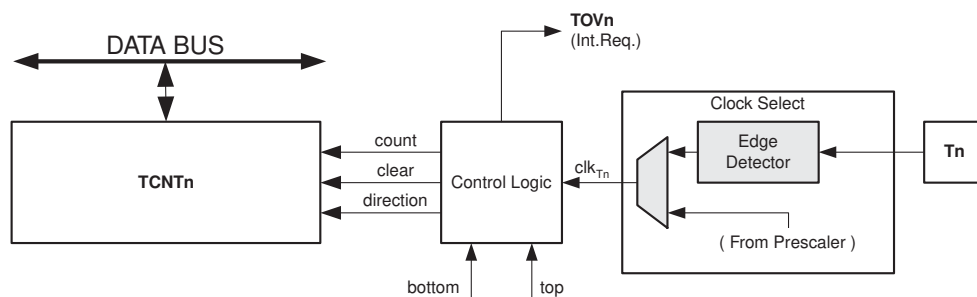 TOVn
(Int.Req.)
DATA BUS
Clock Select
count
Edge
Detector
Tn
TCNTn
clear
Control Logic
clkTn
direction
( From Prescaler )
bottom
top